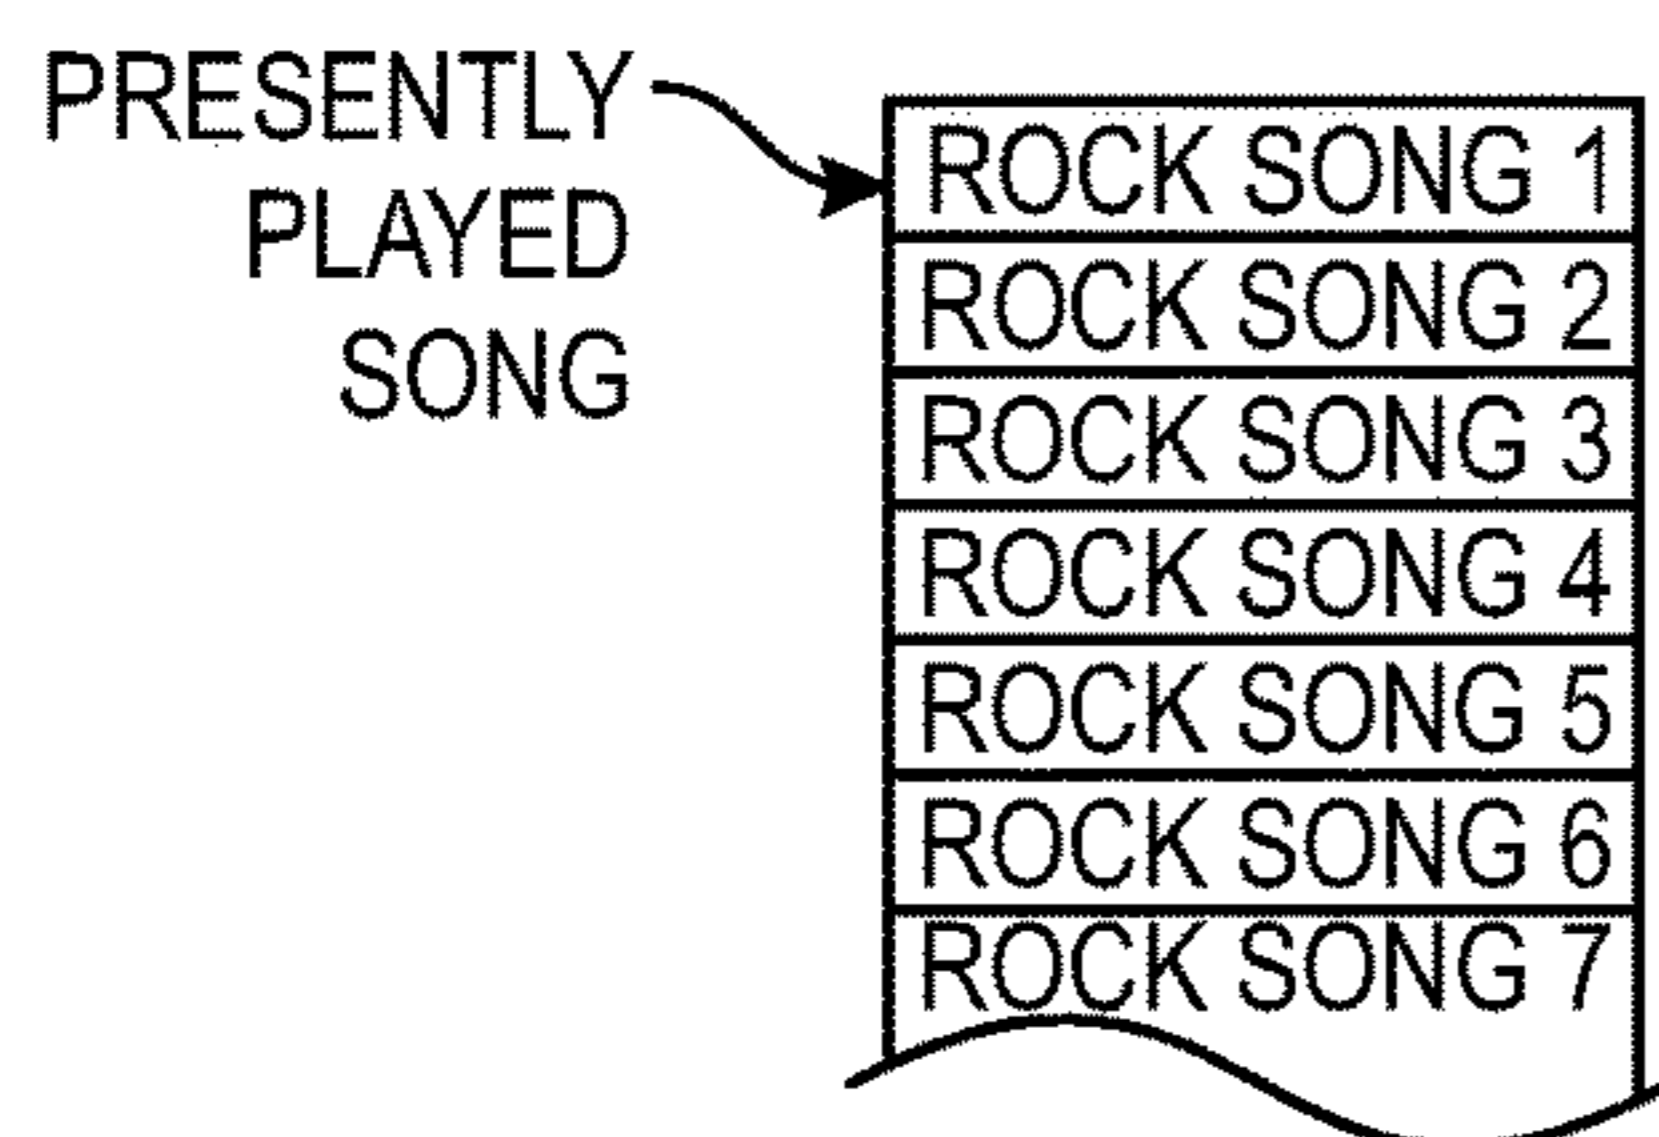 PRESENTLY
PLAYED
SONG
ROCK SONG 1
ROCK SONG 2
ROCK SONG 3
ROCK SONG 4
ROCK SONG 5
ROCK SONG 6
ROCK SONG 7